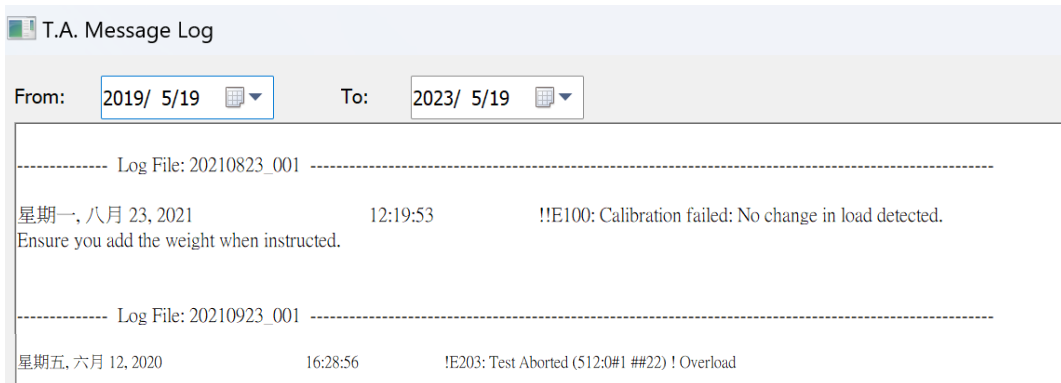 T.A. Message Log
From: 2019/ 5/19 To: 2023/ 5/19
-------------- Log File: 20210823_001 ----------------------------------------------------------------------------------------------------------
星期一, 八月 23, 2021 12:19:53 !!E100: Calibration failed: No change in load detected.
Ensure you add the weight when instructed.
-------------- Log File: 20210923_001 ----------------------------------------------------------------------------------------------------------
星期五, 六月 12, 2020 16:28:56 !E203: Test Aborted (512:0#1 ##22) ! Overload